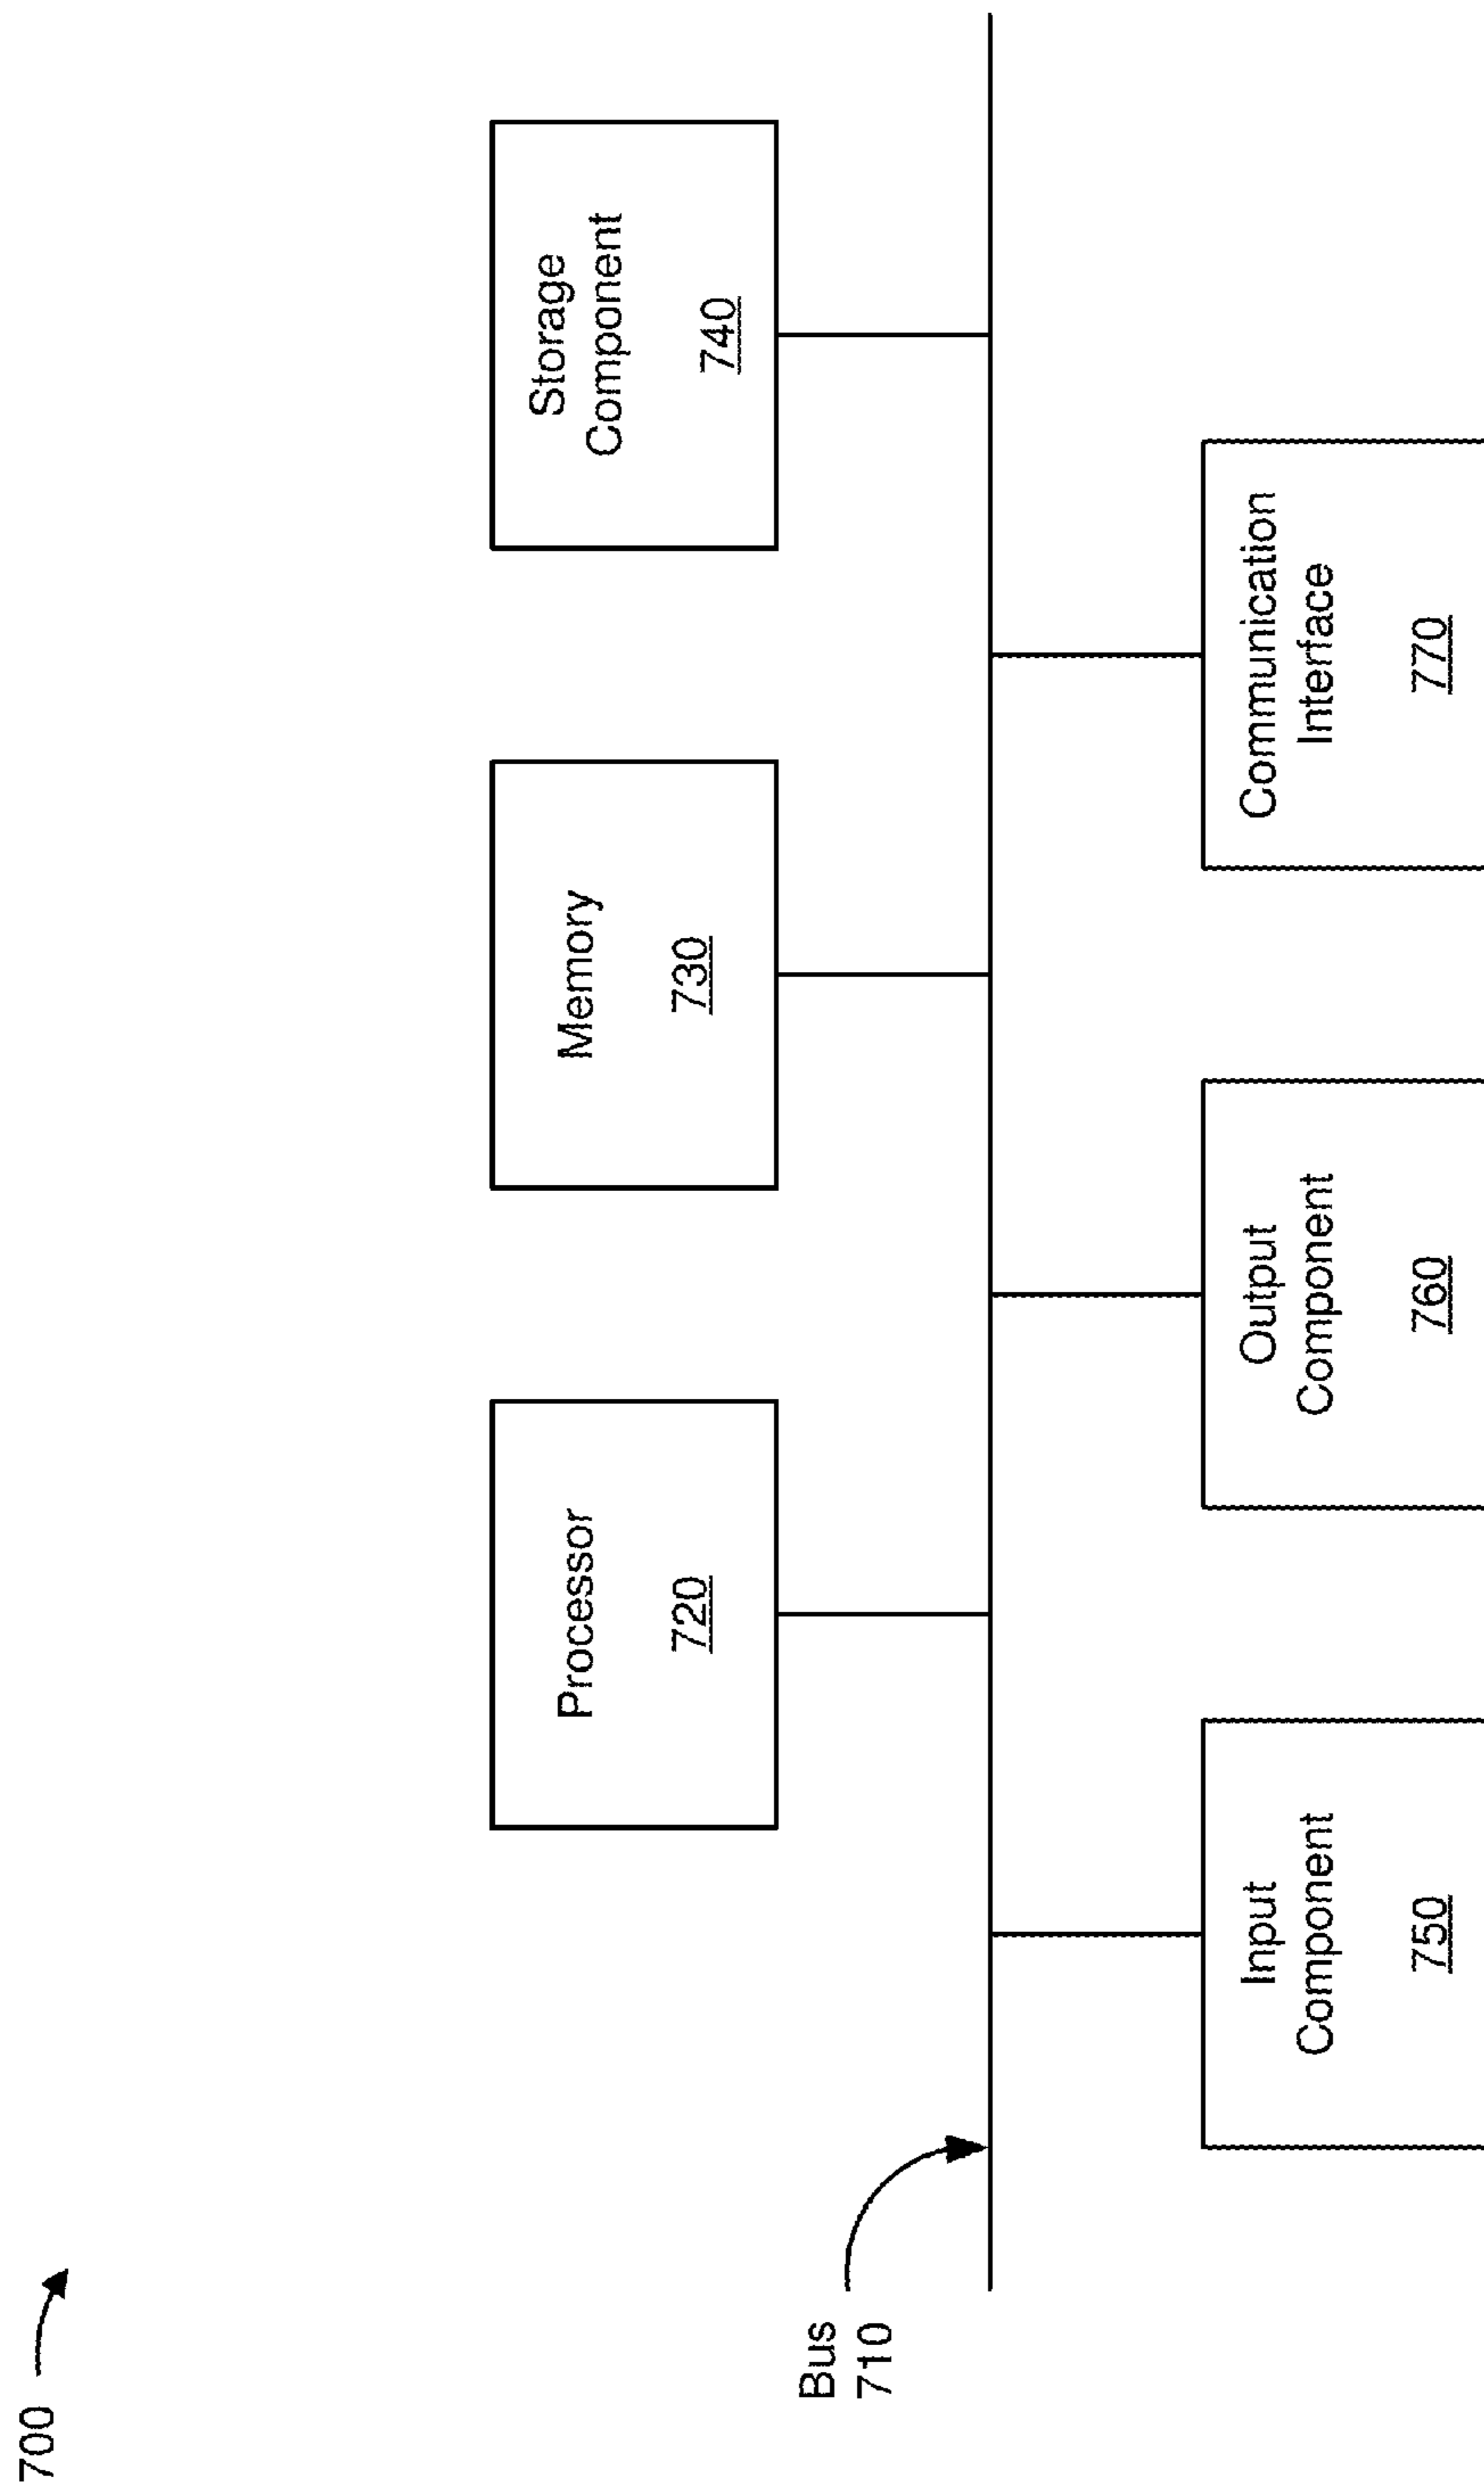 700
Processor
720
Memory
730
Storage
Component
740
Bus
710
Input
Component
750
Output
Component
760
Communication
Interface
770